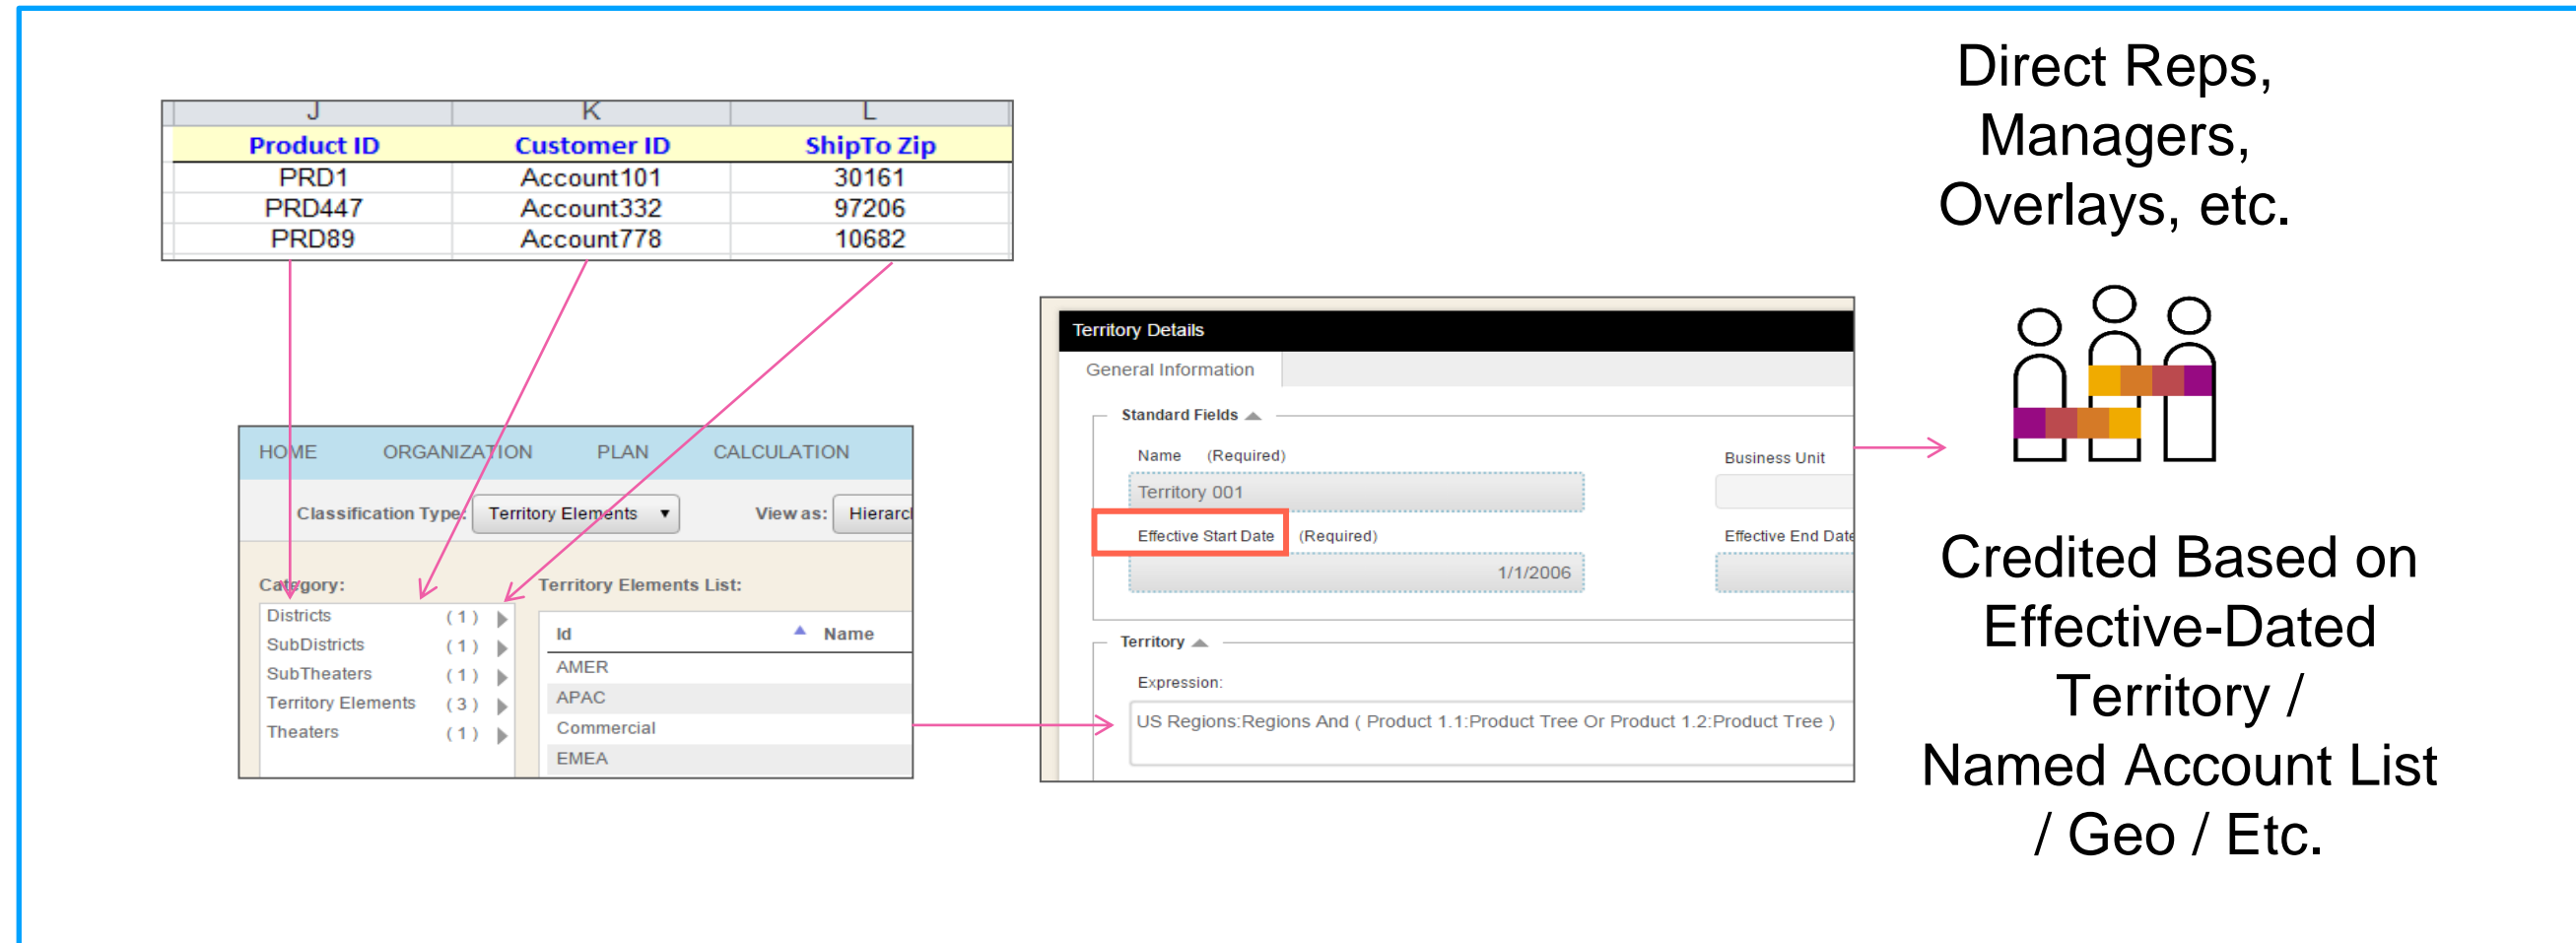 J K L
Product ID Customer ID ShipTo Zip
PRD1 Account101 30161
PRD447 Account332 97206
PRD89 Account778 10682
HOME ORGANIZATION PLAN CALCULATION
Classification Type: Territory Elements View as: Hierarc
Category: Territory Elements List:
Districts ( 1 )
SubDistricts ( 1 )
SubTheaters ( 1 )
Territory Elements ( 3 )
Theaters ( 1 )
Id Name
AMER
APAC
Commercial
EMEA
Territory Details
General Information
Standard Fields
Name (Required) Business Unit
Territory 001
Effective Start Date (Required) Effective End Date
1/1/2006
Territory
Expression:
US Regions:Regions And ( Product 1.1:Product Tree Or Product 1.2:Product Tree )
Direct Reps,
Managers,
Overlays, etc.
Credited Based on
Effective-Dated
Territory /
Named Account List
/ Geo / Etc.